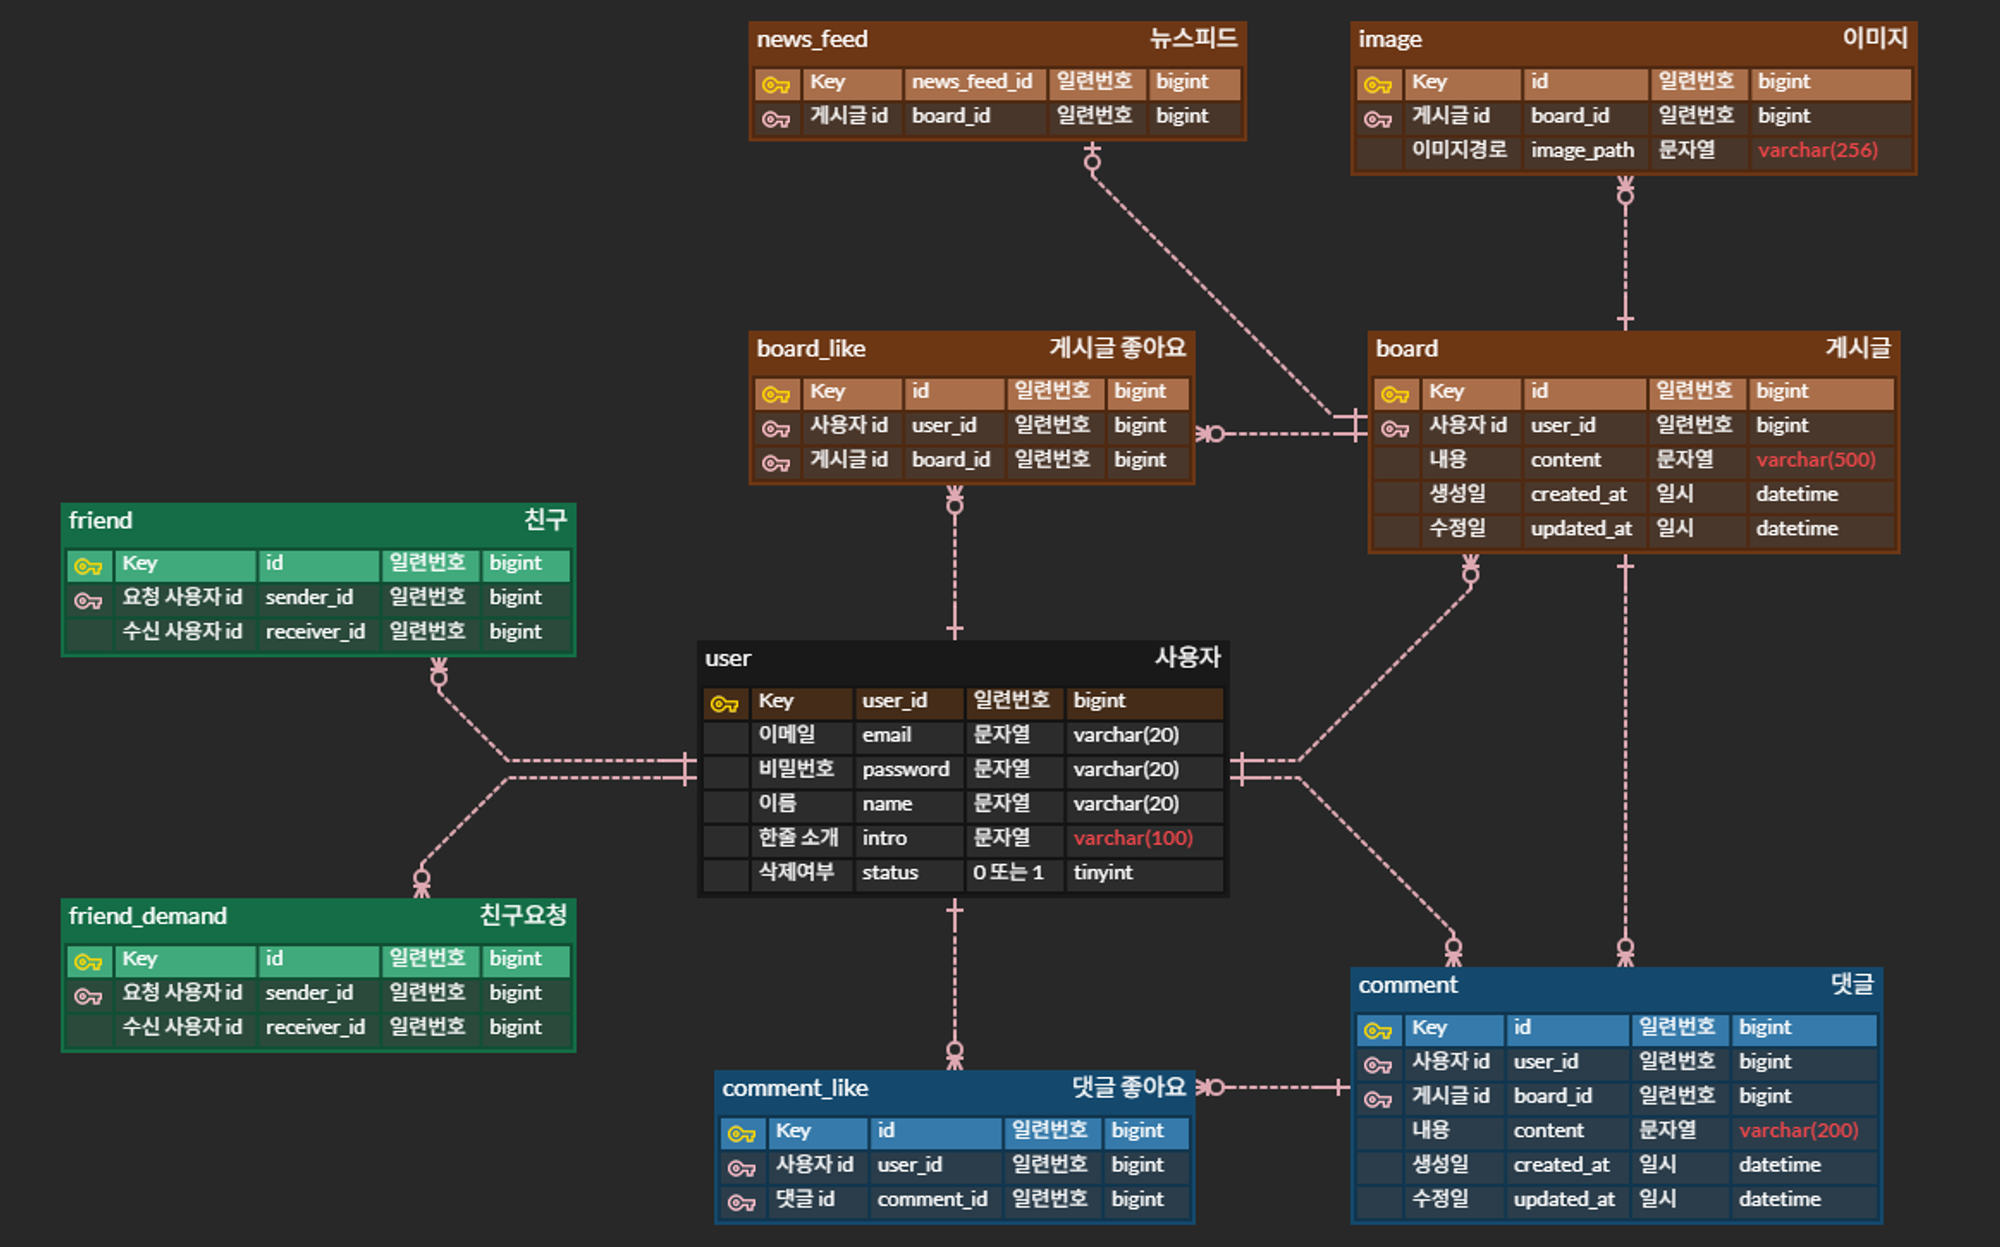 news_feed 뉴스피드
Key news_feed_id 일련번호 bigint
게시글 id board_id 일련번호 bigint
image 이미지
Key id 일련번호 bigint
게시글 id board_id 일련번호 bigint
이미지경로 image_path 문자열 varchar(256)
board_like 게시글 좋아요
Key id 일련번호 bigint
사용자 id user_id 일련번호 bigint
게시글 id board_id 일련번호 bigint
board 게시글
Key id 일련번호 bigint
사용자 id user_id 일련번호 bigint
내용 content 문자열 varchar(500)
생성일 created_at 일시 datetime
수정일 updated_at 일시 datetime
friend 친구
Key id 일련번호 bigint
요청 사용자 id sender_id 일련번호 bigint
수신 사용자 id receiver_id 일련번호 bigint
user 사용자
Key user_id 일련번호 bigint
이메일 email 문자열 varchar(20)
비밀번호 password 문자열 varchar(20)
이름 name 문자열 varchar(20)
한줄 소개 intro 문자열 varchar(100)
삭제여부 status 0 또는 1 tinyint
friend_demand 친구요청
Key id 일련번호 bigint
요청 사용자 id sender_id 일련번호 bigint
수신 사용자 id receiver_id 일련번호 bigint
comment 댓글
Key id 일련번호 bigint
사용자 id user_id 일련번호 bigint
게시글 id board_id 일련번호 bigint
내용 content 문자열 varchar(200)
생성일 created_at 일시 datetime
수정일 updated_at 일시 datetime
comment_like 댓글 좋아요
Key id 일련번호 bigint
사용자 id user_id 일련번호 bigint
댓글 id comment_id 일련번호 bigint